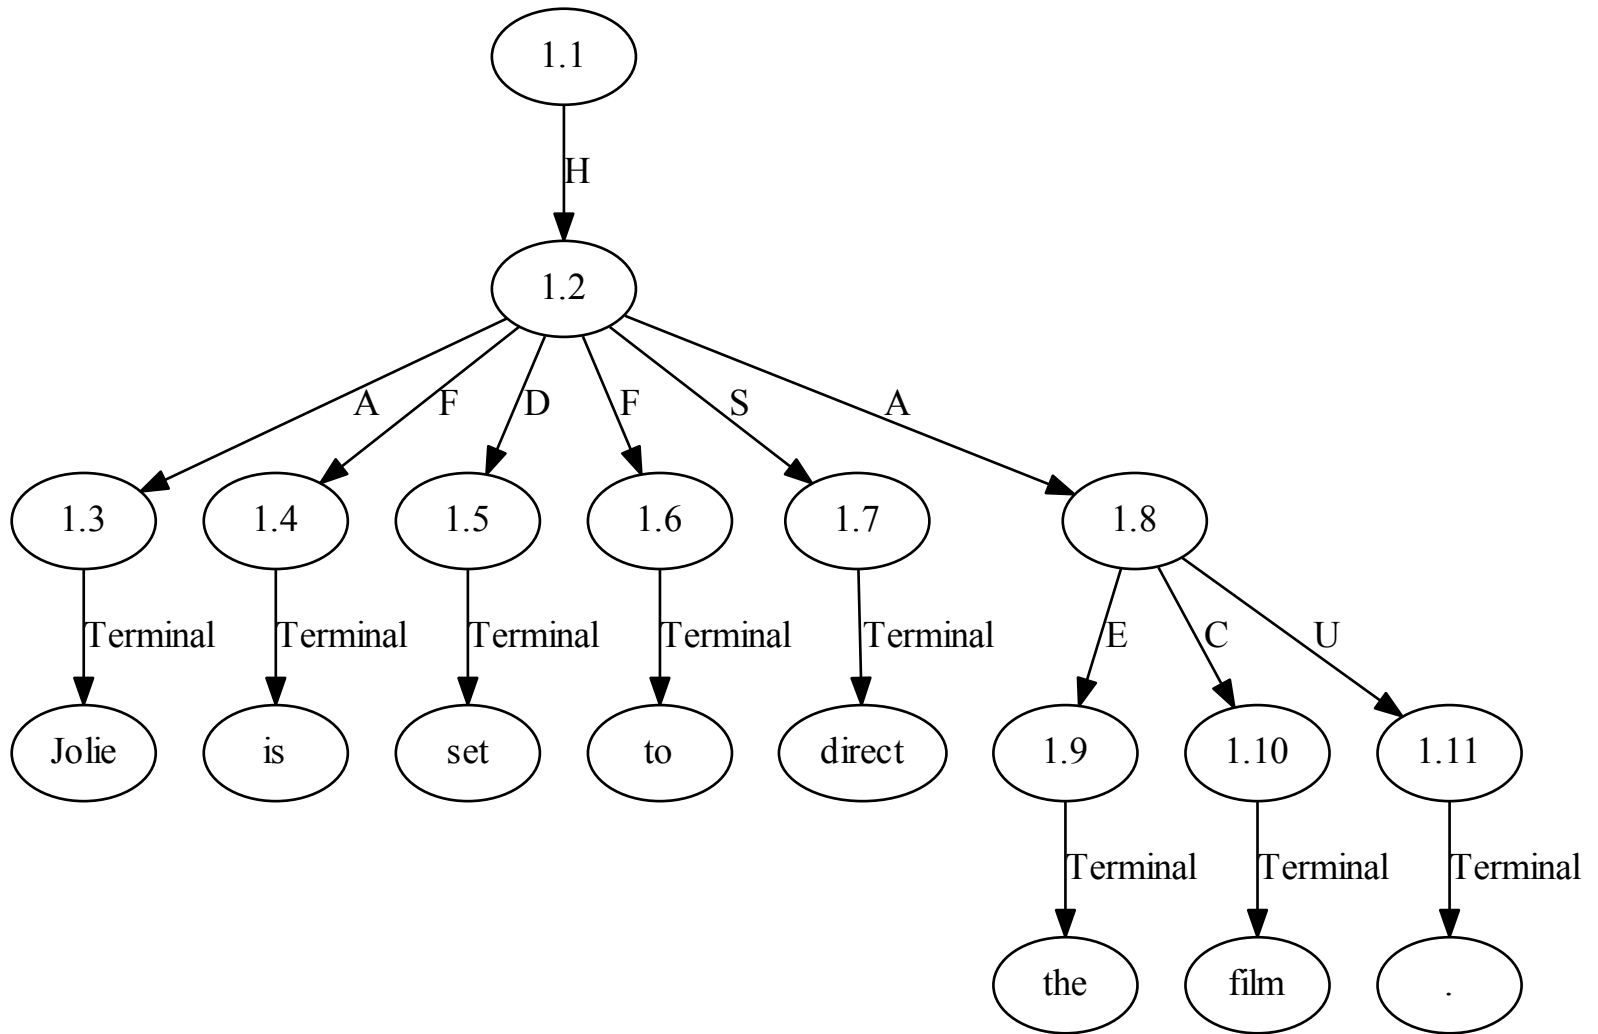 1.1
H
1.2
A F D F S A
1.3 1.4 1.5 1.6 1.7 1.8
Terminal Terminal Terminal Terminal Terminal E C U
Jolie is set to direct 1.9 1.10 1.11
Terminal Terminal Terminal
the film .